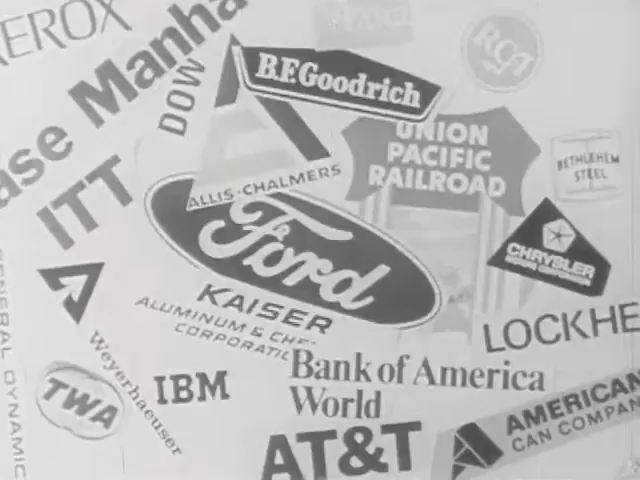 XEROX
ase Manha
DOW
B.F.Goodrich
RCA
UNION
PACIFIC
RAILROAD
BETHLEHEM
STEEL
ITT
ALLIS-CHALMERS
Ford
CHRYSLER
KAISER
ALUMINUM & CHE
CORPORATIO
LOCKHE
GENERAL DYNAMIC
Weyerhaeuser
TWA
IBM
Bank of America
World
AT&T
AMERICAN
CAN COMPAN